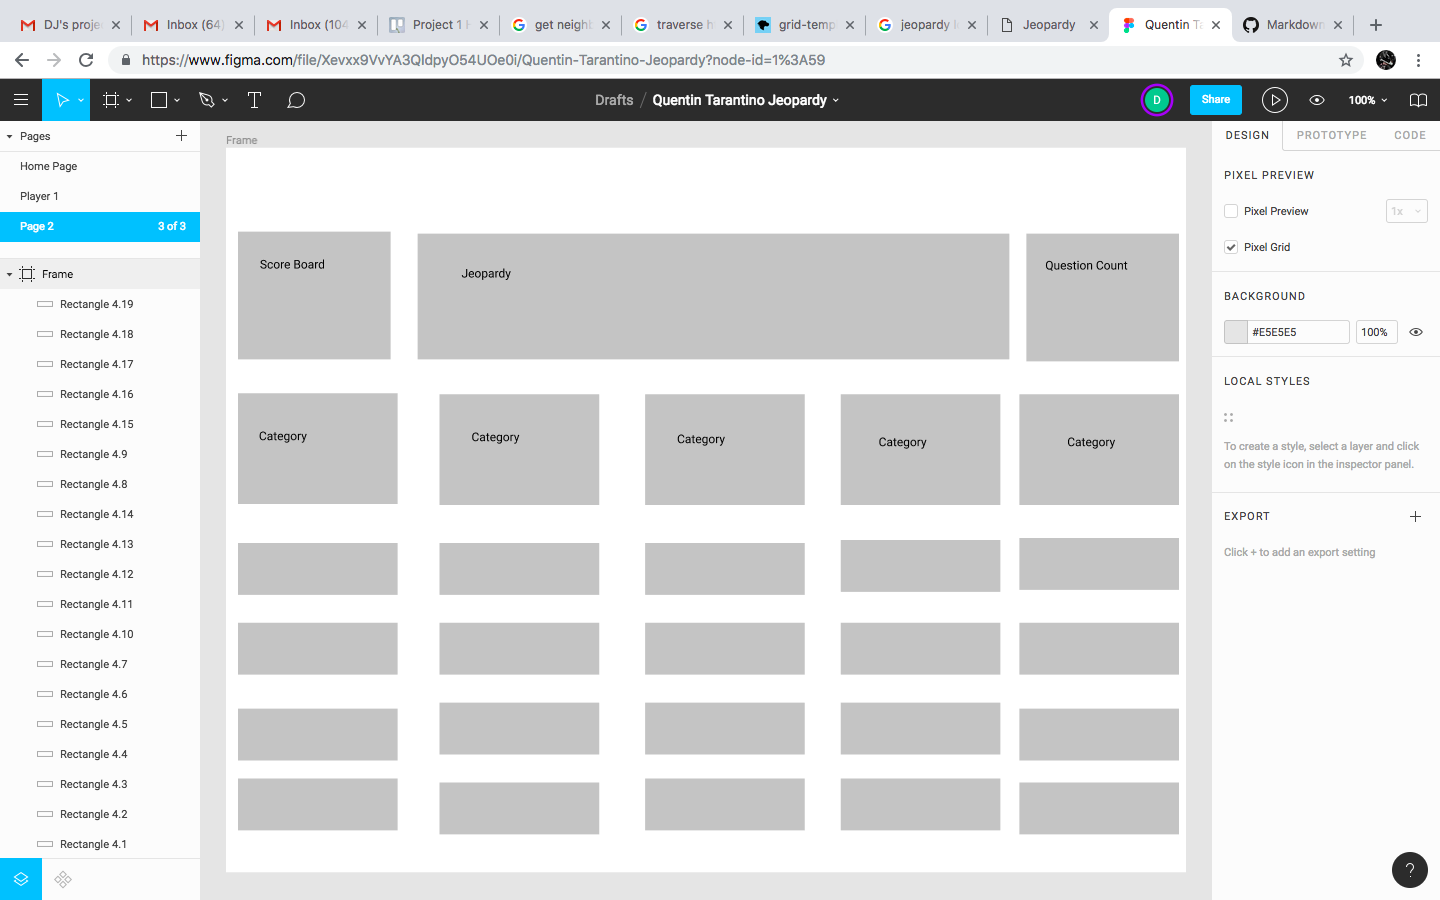 DJ's proje
Inbox (64)
Inbox (104
Project 1 H
get neighb
traverse h
grid-temp
jeopardy l
Jeopardy
Quentin Ta
Markdown
https://www.figma.com/file/Xevxx9VvYA3QldpyO54UOe0i/Quentin-Tarantino-Jeopardy?node-id=1%3A59
Drafts / Quentin Tarantino Jeopardy
D
Share
100%
Pages
Home Page
Player 1
Page 2 3 of 3
Frame
Rectangle 4.19
Rectangle 4.18
Rectangle 4.17
Rectangle 4.16
Rectangle 4.15
Rectangle 4.9
Rectangle 4.8
Rectangle 4.14
Rectangle 4.13
Rectangle 4.12
Rectangle 4.11
Rectangle 4.10
Rectangle 4.7
Rectangle 4.6
Rectangle 4.5
Rectangle 4.4
Rectangle 4.3
Rectangle 4.2
Rectangle 4.1
Frame
Score Board
Jeopardy
Question Count
Category
Category
Category
Category
Category
DESIGN PROTOTYPE CODE
PIXEL PREVIEW
Pixel Preview 1x
Pixel Grid
BACKGROUND
#E5E5E5 100%
LOCAL STYLES
To create a style, select a layer and click
on the style icon in the inspector panel.
EXPORT
Click + to add an export setting
?